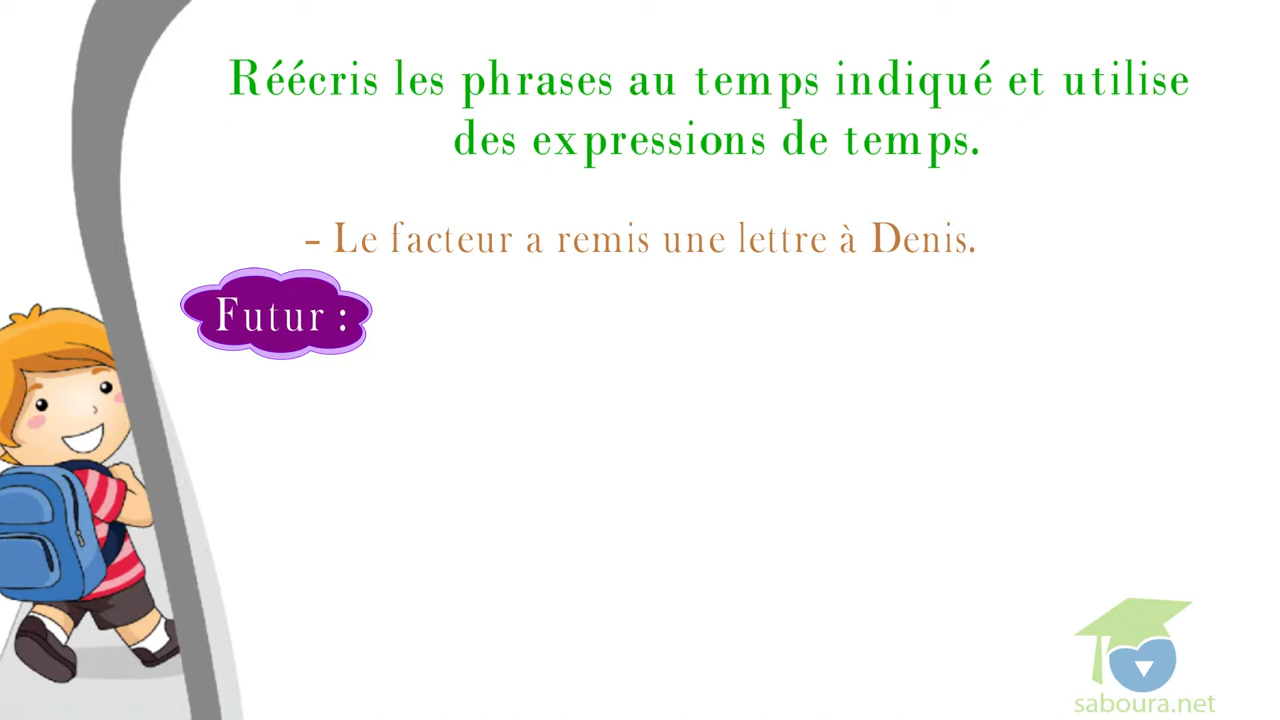 Réécris les phrases au temps indiqué et utilise
des expressions de temps.
- Le facteur a remis une lettre à Denis.
Futur :
saboura.net